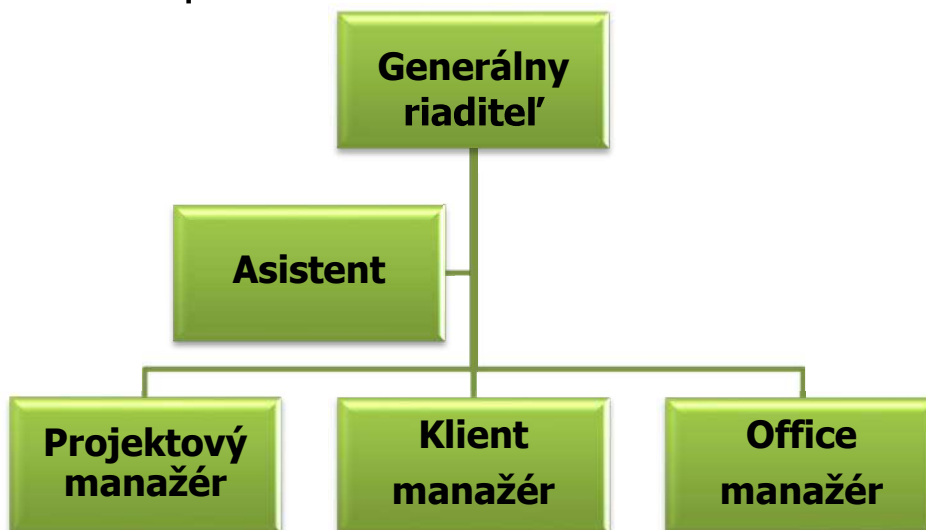 Generálny
riaditeľ
Asistent
Projektový
manažér
Klient
manažér
Office
manažér